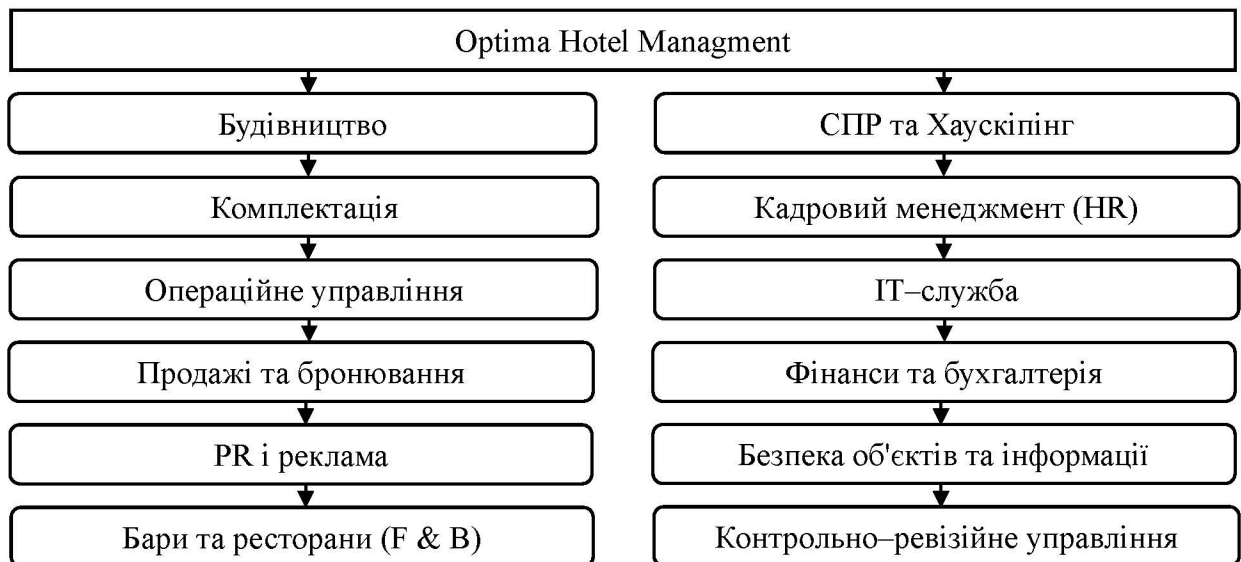 Optima Hotel Managment
Будівництво
Комплектація
Операційне управління
Продажі та бронювання
PR і реклама
Бари та ресторани (F & B)
СПР та Хаускіпінг
Кадровий менеджмент (HR)
ІТ–служба
Фінанси та бухгалтерія
Безпека об'єктів та інформації
Контрольно–ревізійне управління